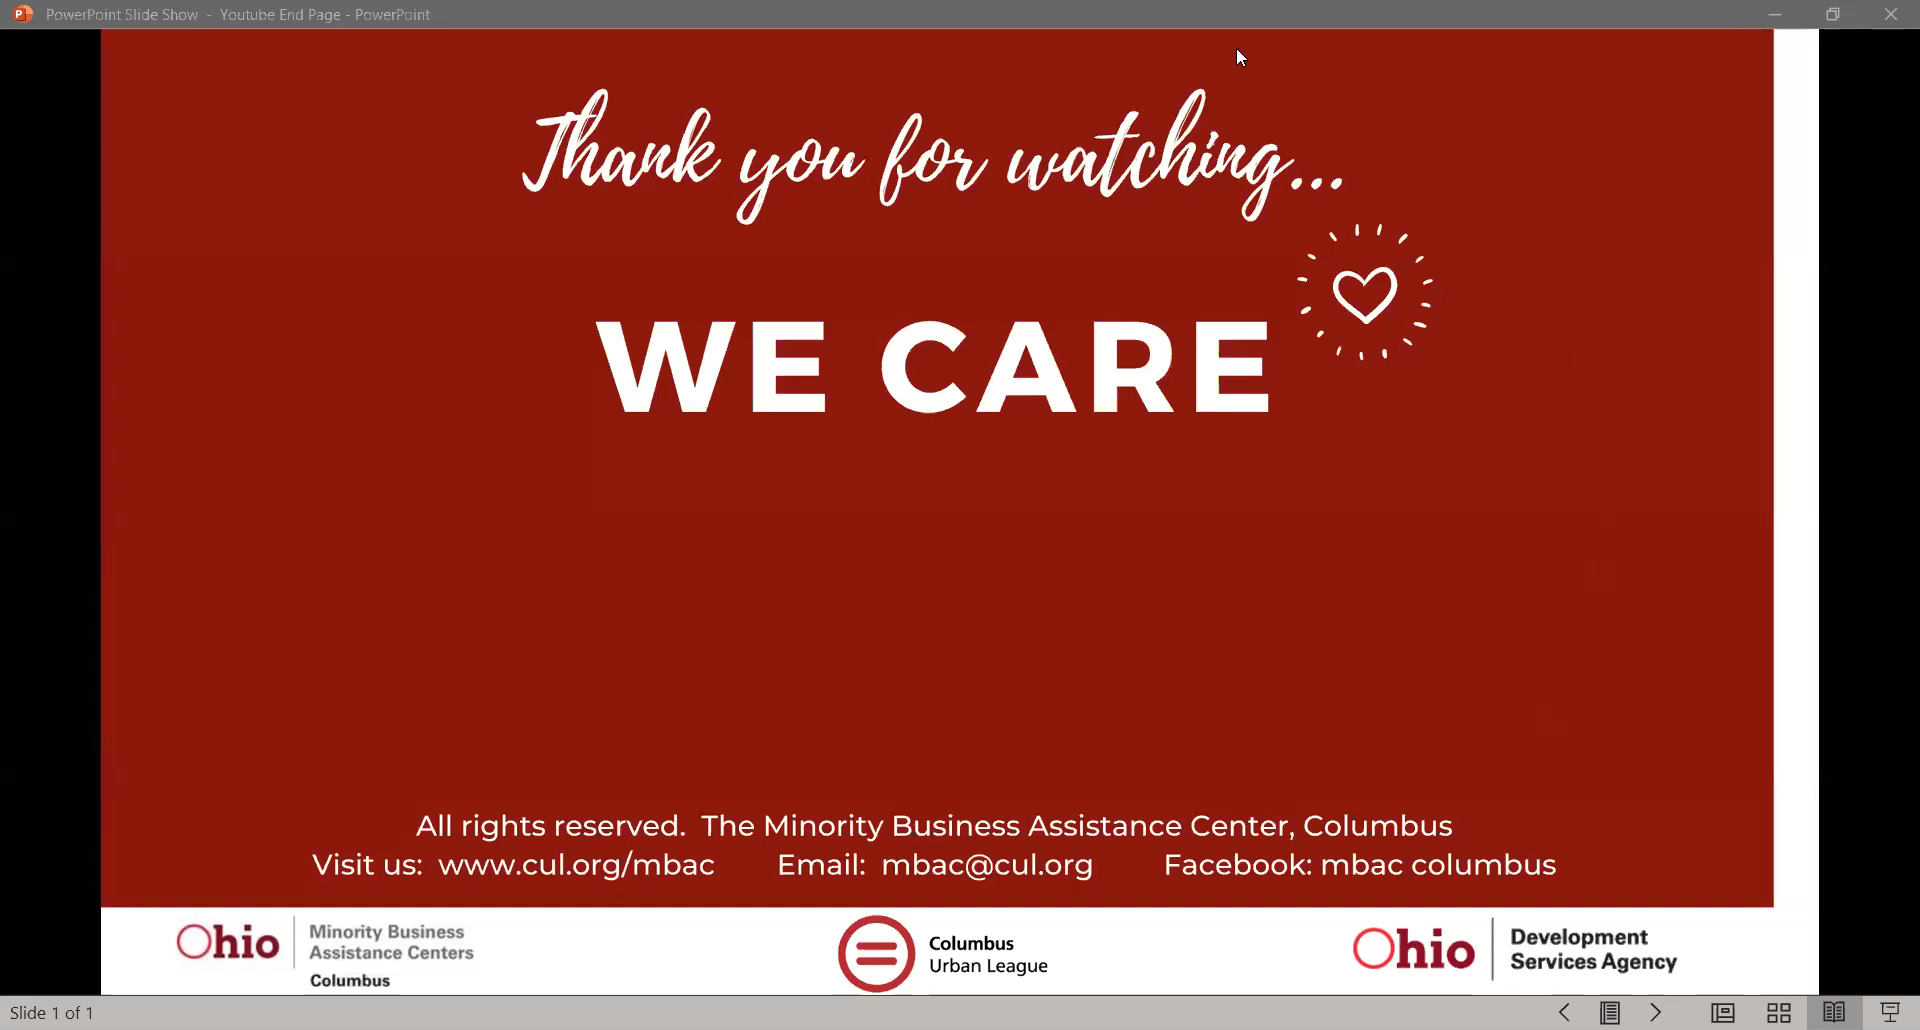 PowerPoint Slide Show - Youtube End Page - PowerPoint
Thank you for watching...
WE CARE
All rights reserved. The Minority Business Assistance Center, Columbus
Visit us: www.cul.org/mbac Email: mbac@cul.org Facebook: mbac columbus
Ohio
Minority Business
Assistance Centers
Columbus
Columbus
Urban League
Ohio
Development
Services Agency
Slide 1 of 1